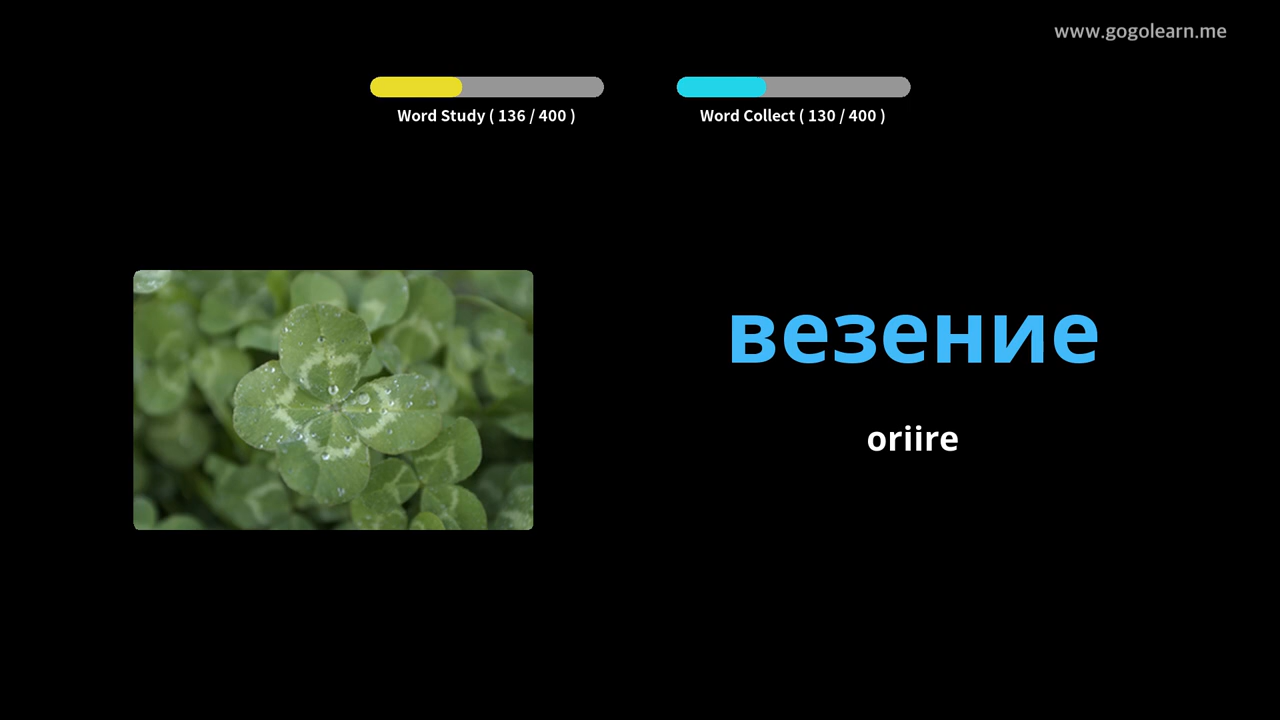 www.gogolearn.me
Word Study ( 136 / 400 )
Word Collect ( 130 / 400 )
везение
oriire